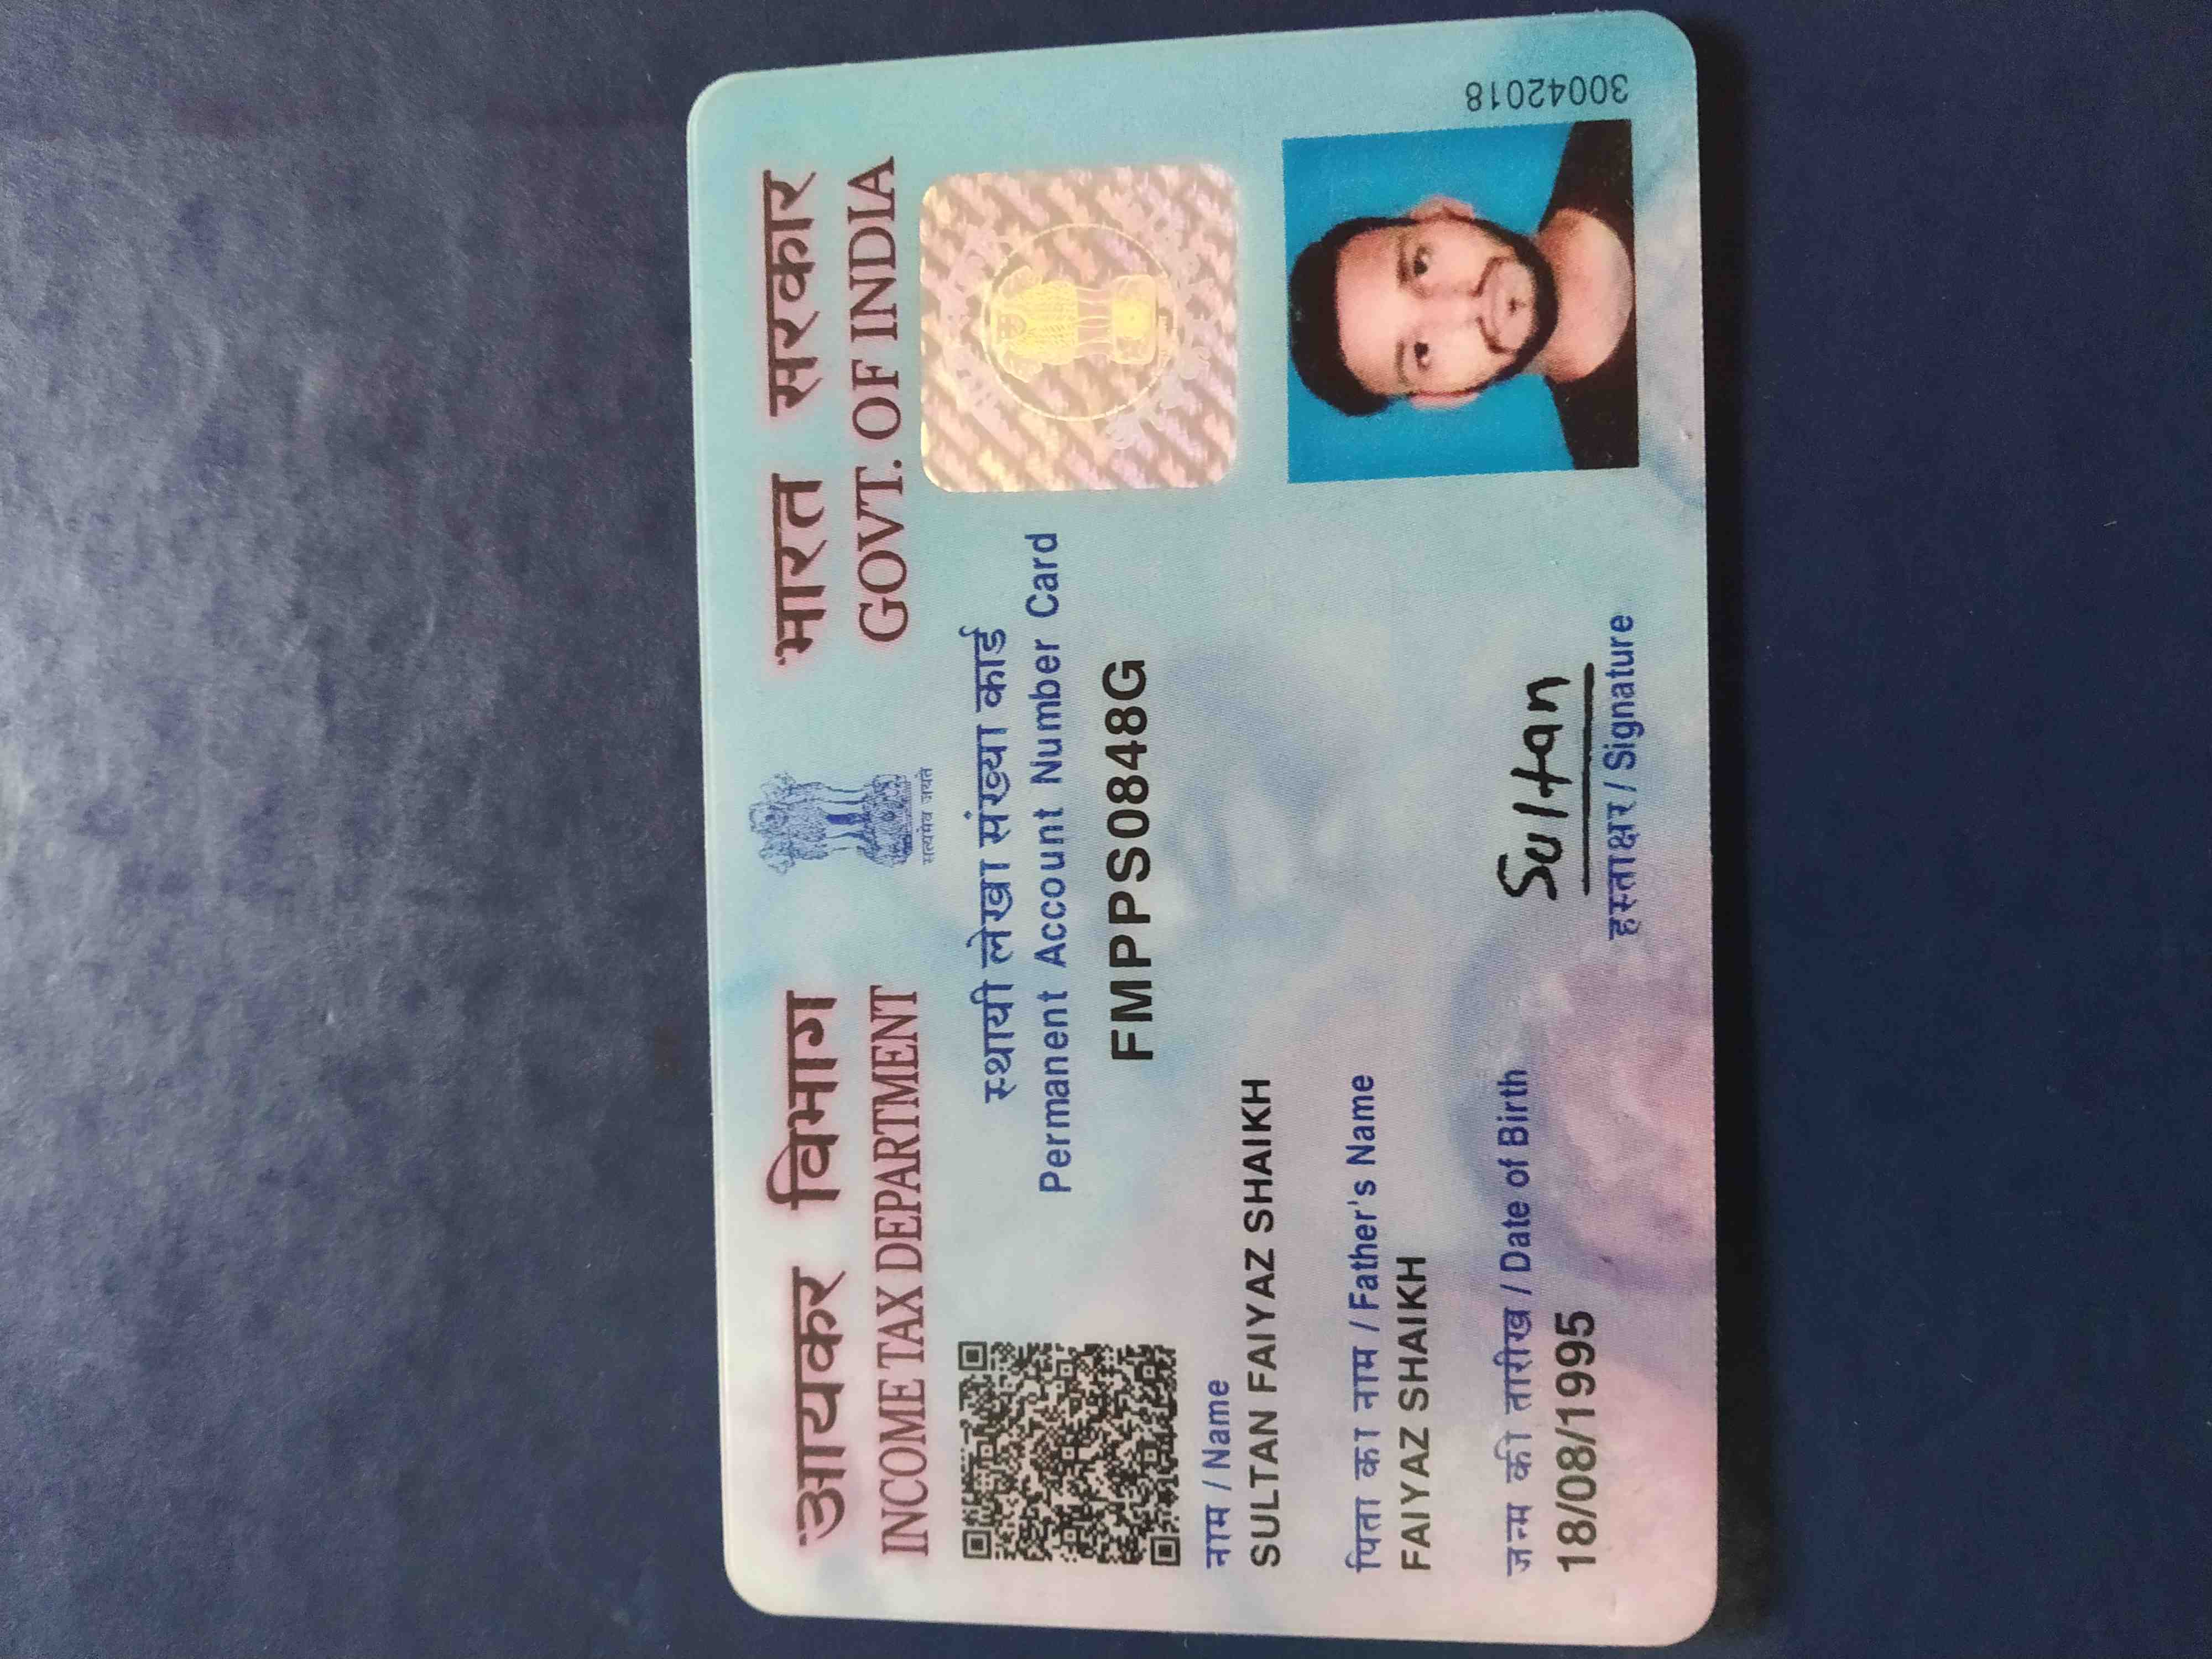 आयकर विभाग
INCOME TAX DEPARTMENT
सत्यमेव जयते
भारत सरकार
GOVT. OF INDIA
स्थायी लेखा संख्या कार्ड
Permanent Account Number Card
FMPPS0848G
नाम / Name
SULTAN FAIYAZ SHAIKH
पिता का नाम / Father's Name
FAIYAZ SHAIKH
जन्म की तारीख / Date of Birth
18/08/1995
Sultan
हस्ताक्षर / Signature
30042018